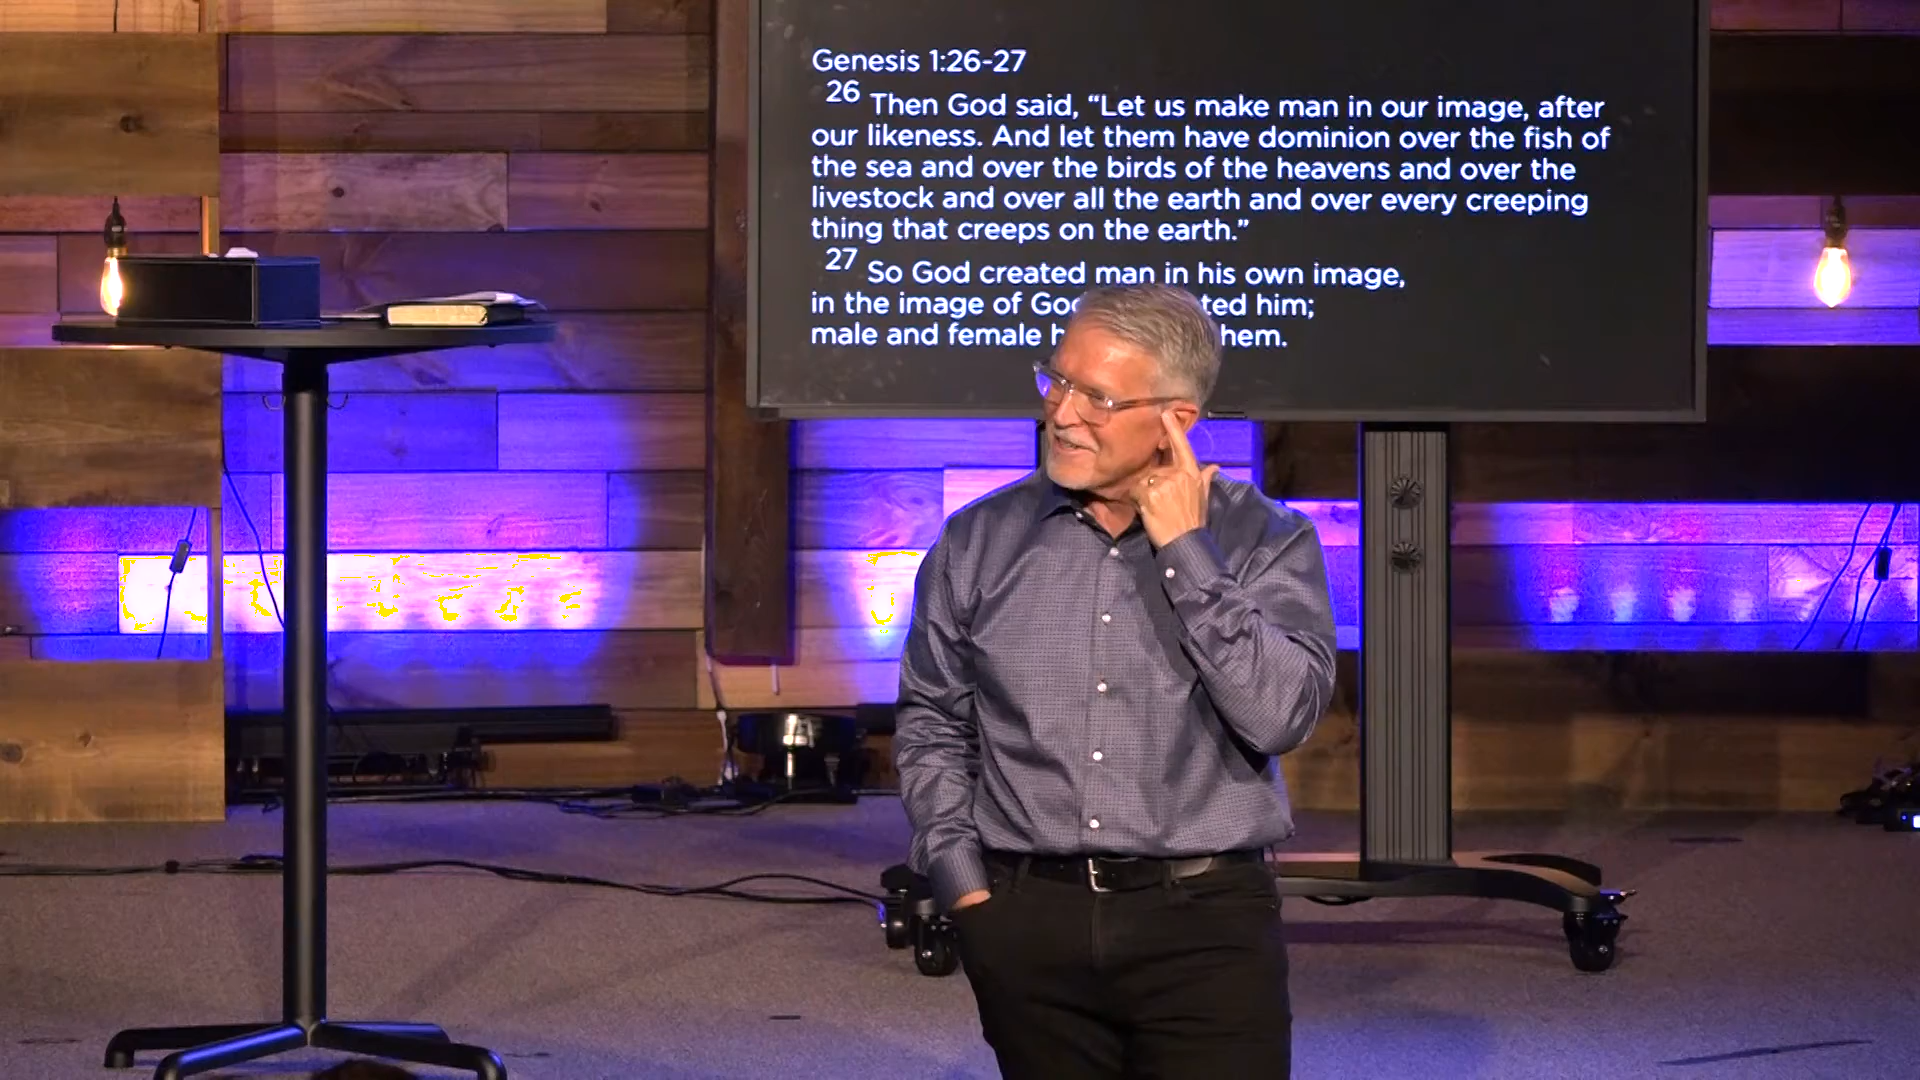 Genesis 1:26-27
26 Then God said, “Let us make man in our image, after
our likeness. And let them have dominion over the fish of
the sea and over the birds of the heavens and over the
livestock and over all the earth and over every creeping
thing that creeps on the earth.”
27 So God created man in his own image,
in the image of God him;
male and female